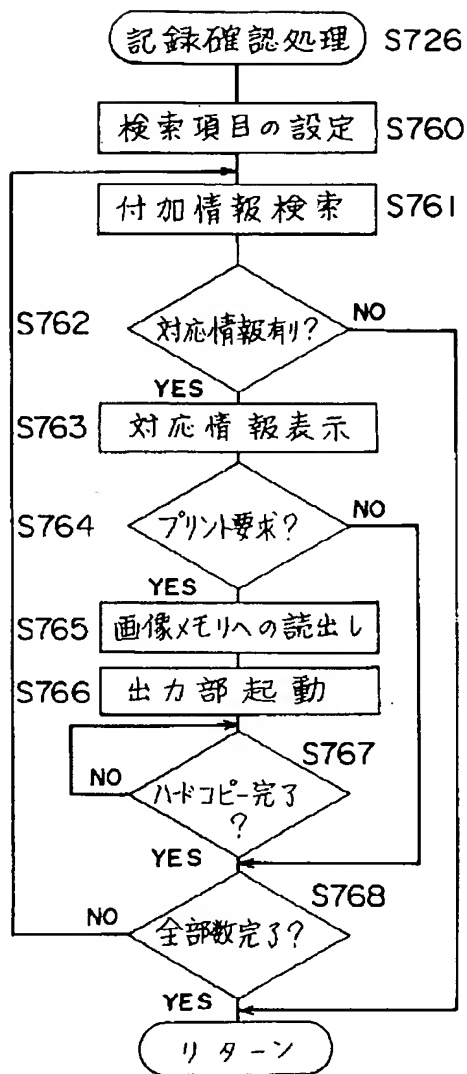 記録確認処理 S726
検索項目の設定 S760
付加情報検索 S761
S762 対応情報有り? NO
YES
S763 対応情報表示
S764 プリント要求? NO
YES
S765 画像メモリへの読出し
S766 出力部起動
S767
NO ハードコピー完了
?
YES
S768
NO 全部数完了?
YES
リターン